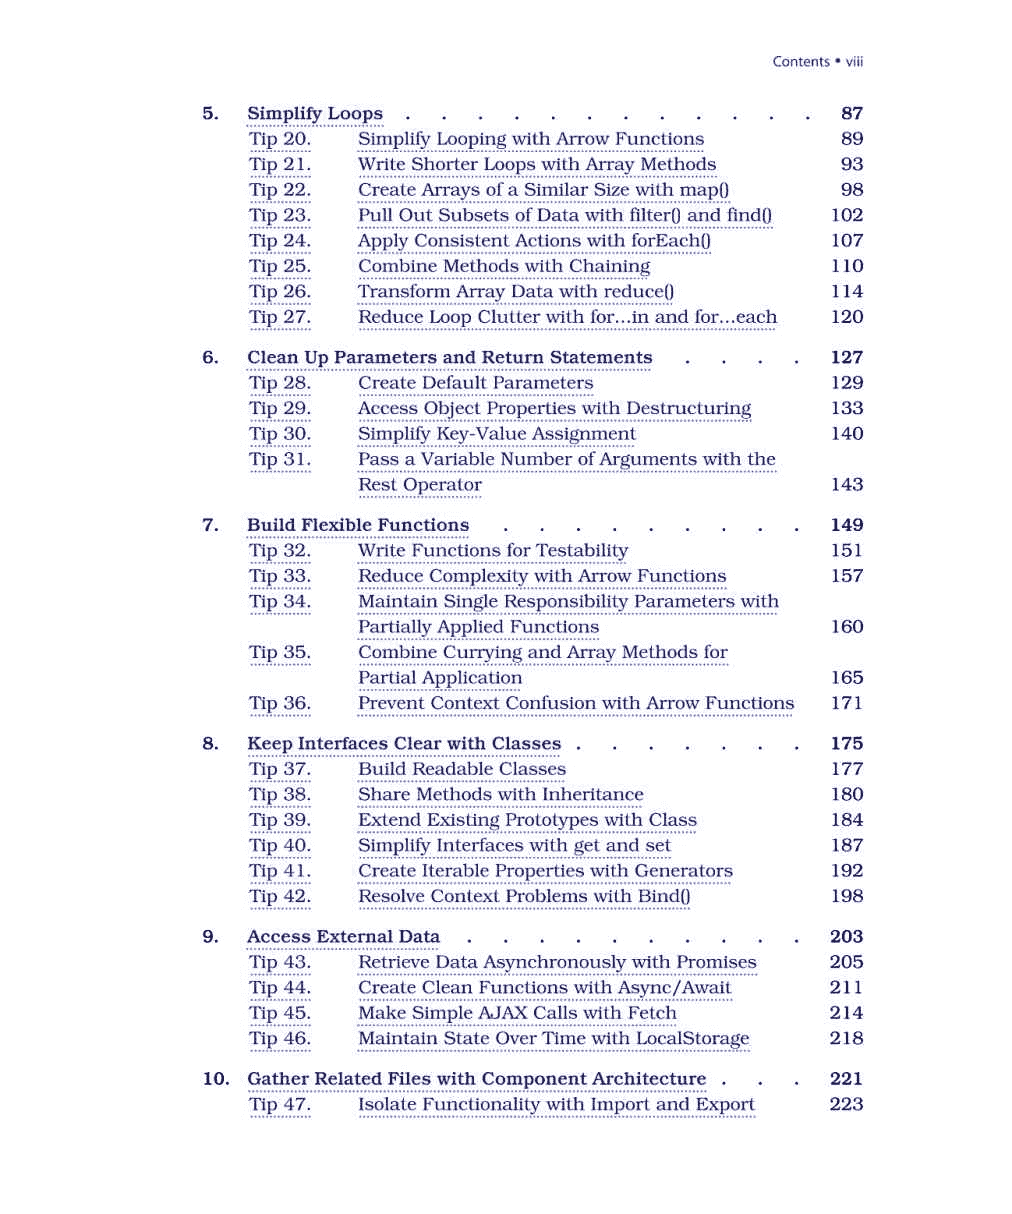 Contents • viii
5. Simplify Loops . . . . . . . . . . . . 87
Tip 20. Simplify Looping with Arrow Functions 89
Tip 21. Write Shorter Loops with Array Methods 93
Tip 22. Create Arrays of a Similar Size with map() 98
Tip 23. Pull Out Subsets of Data with filter() and find() 102
Tip 24. Apply Consistent Actions with forEach() 107
Tip 25. Combine Methods with Chaining 110
Tip 26. Transform Array Data with reduce() 114
Tip 27. Reduce Loop Clutter with for...in and for...each 120
6. Clean Up Parameters and Return Statements . . . . 127
Tip 28. Create Default Parameters 129
Tip 29. Access Object Properties with Destructuring 133
Tip 30. Simplify Key-Value Assignment 140
Tip 31. Pass a Variable Number of Arguments with the
Rest Operator 143
7. Build Flexible Functions . . . . . . . . . 149
Tip 32. Write Functions for Testability 151
Tip 33. Reduce Complexity with Arrow Functions 157
Tip 34. Maintain Single Responsibility Parameters with
Partially Applied Functions 160
Tip 35. Combine Currying and Array Methods for
Partial Application 165
Tip 36. Prevent Context Confusion with Arrow Functions 171
8. Keep Interfaces Clear with Classes . . . . . . . 175
Tip 37. Build Readable Classes 177
Tip 38. Share Methods with Inheritance 180
Tip 39. Extend Existing Prototypes with Class 184
Tip 40. Simplify Interfaces with get and set 187
Tip 41. Create Iterable Properties with Generators 192
Tip 42. Resolve Context Problems with Bind() 198
9. Access External Data . . . . . . . . . . 203
Tip 43. Retrieve Data Asynchronously with Promises 205
Tip 44. Create Clean Functions with Async/Await 211
Tip 45. Make Simple AJAX Calls with Fetch 214
Tip 46. Maintain State Over Time with LocalStorage 218
10. Gather Related Files with Component Architecture . . . 221
Tip 47. Isolate Functionality with Import and Export 223